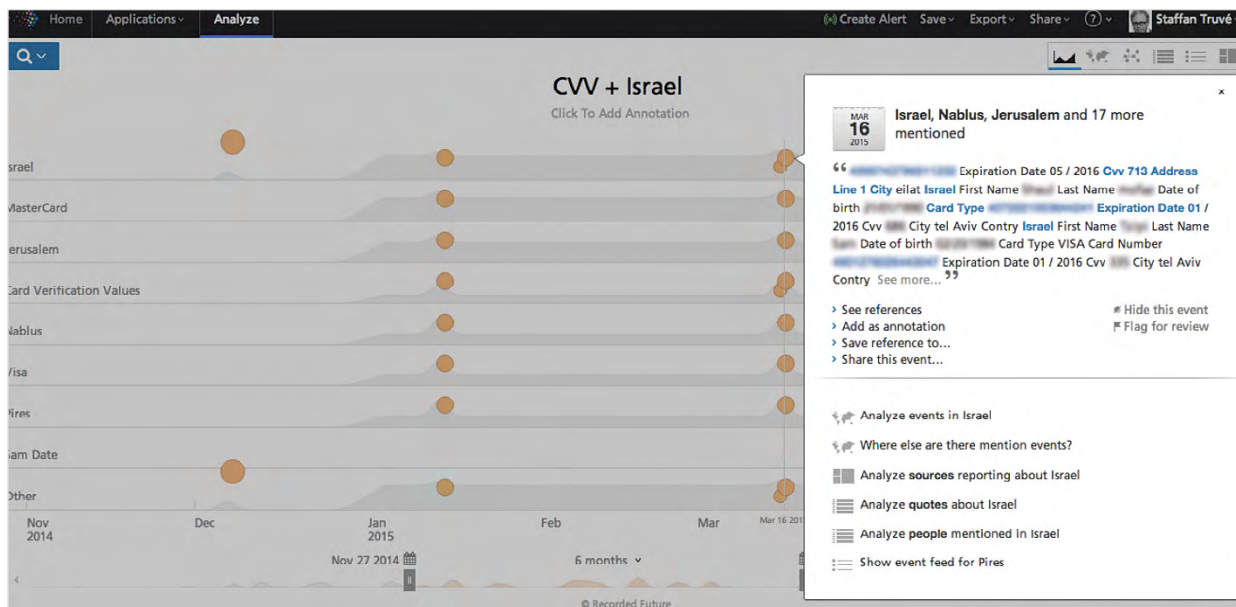 Home Applications Analyze Create Alert Save Export Share ? Staffan Truvé
CVV + Israel
Click To Add Annotation
srael
MasterCard
erusalem
Card Verification Values
Nablus
Visa
Pires
Sam Date
Other
Nov Dec Jan Feb Mar Mar 16 201
2014 2015
Nov 27 2014 6 months
© Recorded Future
×
MAR
16
2015
Israel, Nablus, Jerusalem and 17 more
mentioned
“ Expiration Date 05 / 2016 Cvv 713 Address
Line 1 City eilat Israel First Name Last Name Date of
birth Card Type Expiration Date 01 /
2016 Cvv City tel Aviv Contry Israel First Name Last Name
Date of birth Card Type VISA Card Number
Expiration Date 01 / 2016 Cvv City tel Aviv
Contry See more... ”
› See references
› Add as annotation
› Save reference to...
› Share this event...
Hide this event
Flag for review
Analyze events in Israel
Where else are there mention events?
Analyze sources reporting about Israel
Analyze quotes about Israel
Analyze people mentioned in Israel
Show event feed for Pires